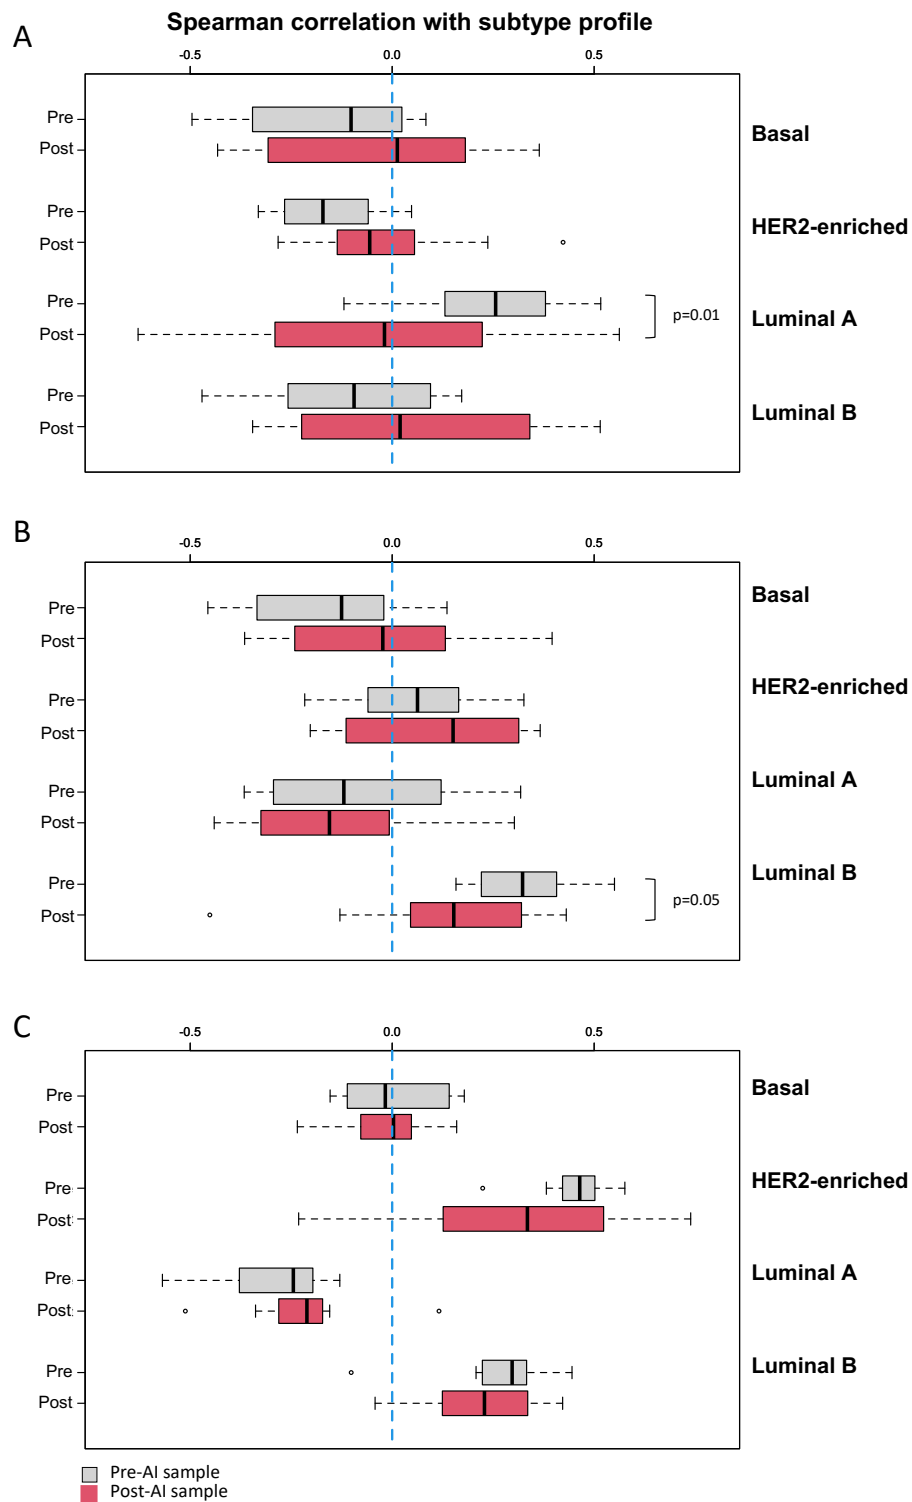 Spearman correlation with subtype profile
A
-0.5 0.0 0.5
Pre
Post
Basal
Pre
Post
HER2-enriched
Pre
Post
p=0.01
Luminal A
Pre
Post
Luminal B
B
-0.5 0.0 0.5
Pre
Post
Basal
Pre
Post
HER2-enriched
Pre
Post
Luminal A
Pre
Post
p=0.05
Luminal B
C
-0.5 0.0 0.5
Pre
Post
Basal
Pre
Post
HER2-enriched
Pre
Post
Luminal A
Pre
Post
Luminal B
Pre-AI sample
Post-AI sample